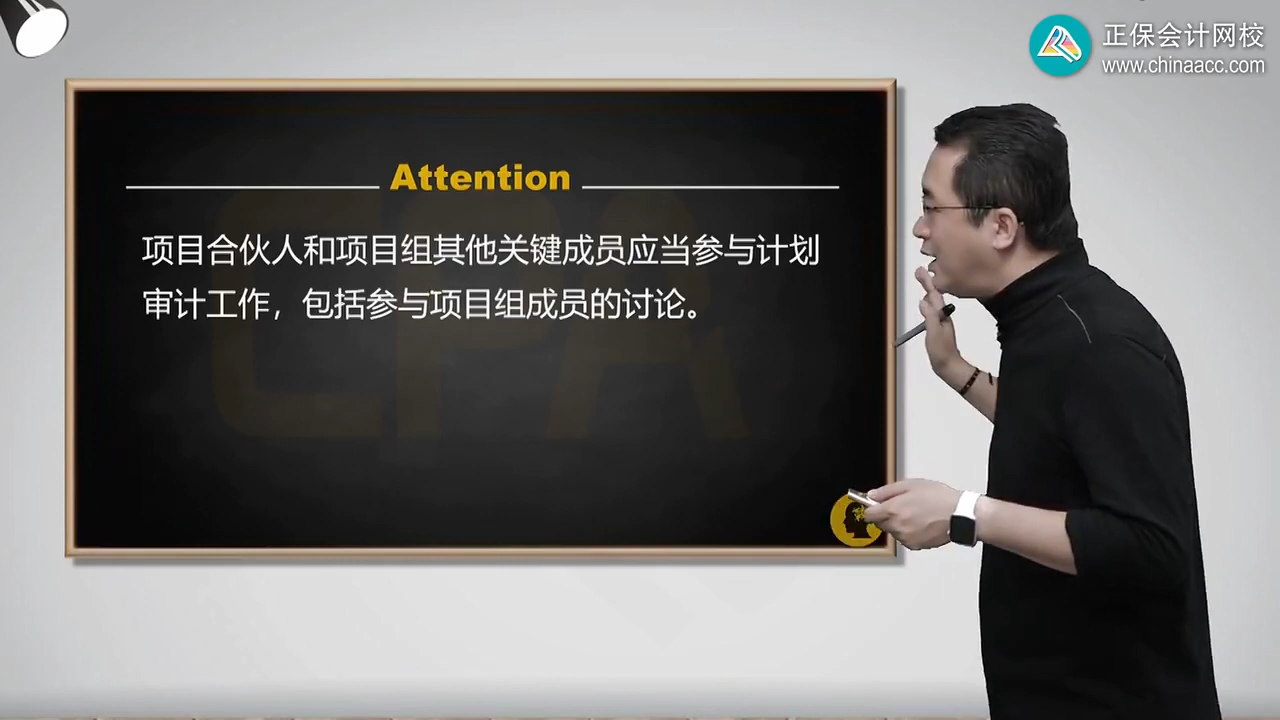 正保会计网校
www.chinaacc.com
Attention
项目合伙人和项目组其他关键成员应当参与计划
审计工作，包括参与项目组成员的讨论。
CPA